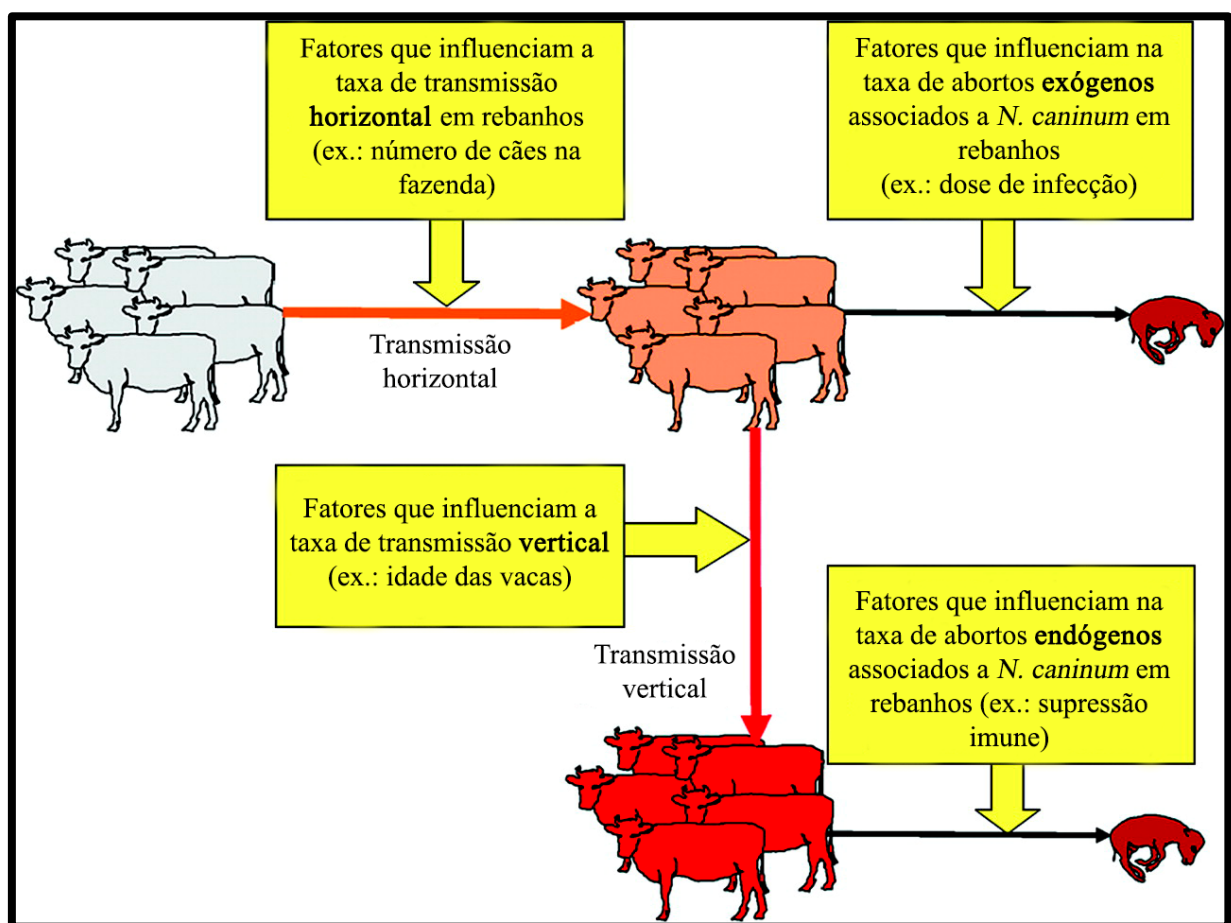 Fatores que influenciam a
taxa de transmissão
horizontal em rebanhos
(ex.: número de cães na
fazenda)
Fatores que influenciam na
taxa de abortos exógenos
associados a N. caninum em
rebanhos
(ex.: dose de infecção)
Transmissão
horizontal
Fatores que influenciam a
taxa de transmissão vertical
(ex.: idade das vacas)
Transmissão
vertical
Fatores que influenciam na
taxa de abortos endógenos
associados a N. caninum em
rebanhos (ex.: supressão
imune)